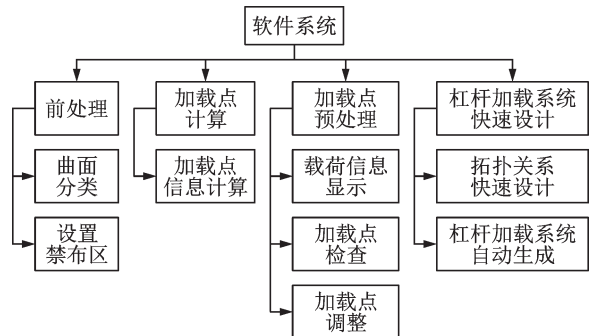 软件系统
前处理
加载点
计算
加载点
预处理
杠杆加载系统
快速设计
曲面
分类
加载点
信息计算
载荷信息
显示
拓扑关系
快速设计
设置
禁布区
加载点
检查
杠杆加载系统
自动生成
加载点
调整